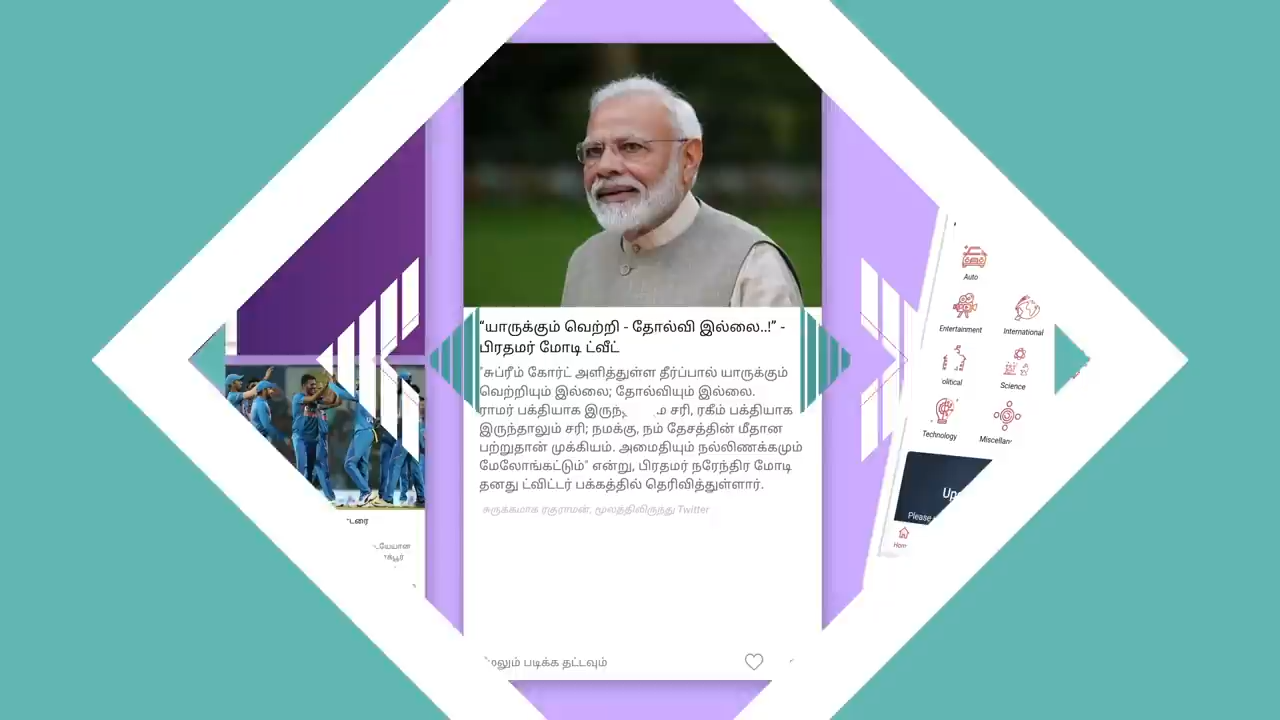 “யாருக்கும் வெற்றி - தோல்வி இல்லை..!” -
பிரதமர் மோடி ட்வீட்
"சுப்ரீம் கோர்ட் அளித்துள்ள தீர்ப்பால் யாருக்கும்
வெற்றியும் இல்லை; தோல்வியும் இல்லை.
ராமர் பக்தியாக சரி, ரகீம் பக்தியாக
இருந்தாலும் சரி; நமக்கு, நம் தேசத்தின் மீதான
பற்றுதான் முக்கியம். அமைதியும் நல்லிணக்கமும்
மேலோங்கட்டும்" என்று, பிரதமர் நரேந்திர மோடி
தனது ட்விட்டர் பக்கத்தில் தெரிவித்துள்ளார்.
சுருக்கமாக ரகுராமன், மூலத்திலிருந்து Twitter
படிக்க தட்டவும்
Auto
Entertainment
International
Science
Technology
Please